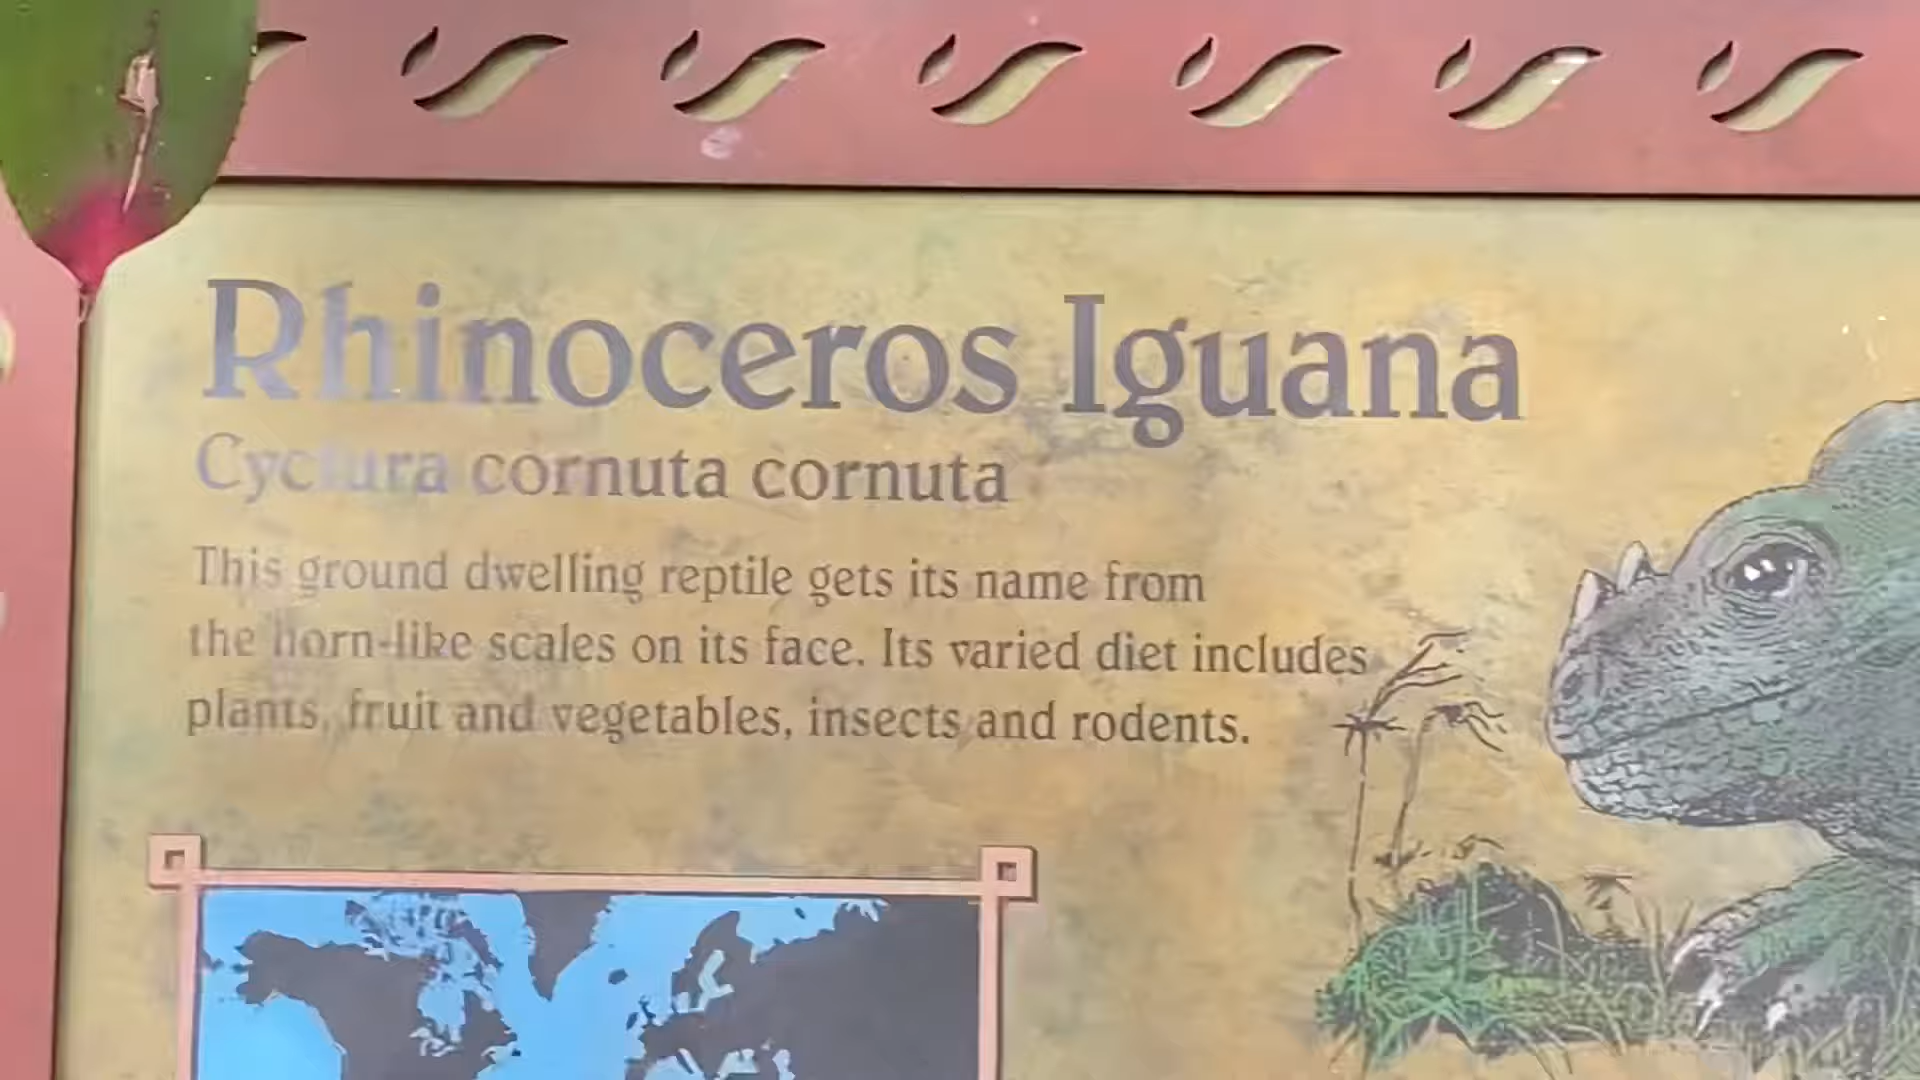 Rhinoceros Iguana
Cyclura cornuta cornuta
This ground dwelling reptile gets its name from
the horn-like scales on its face. Its varied diet includes
plants, fruit and vegetables, insects and rodents.